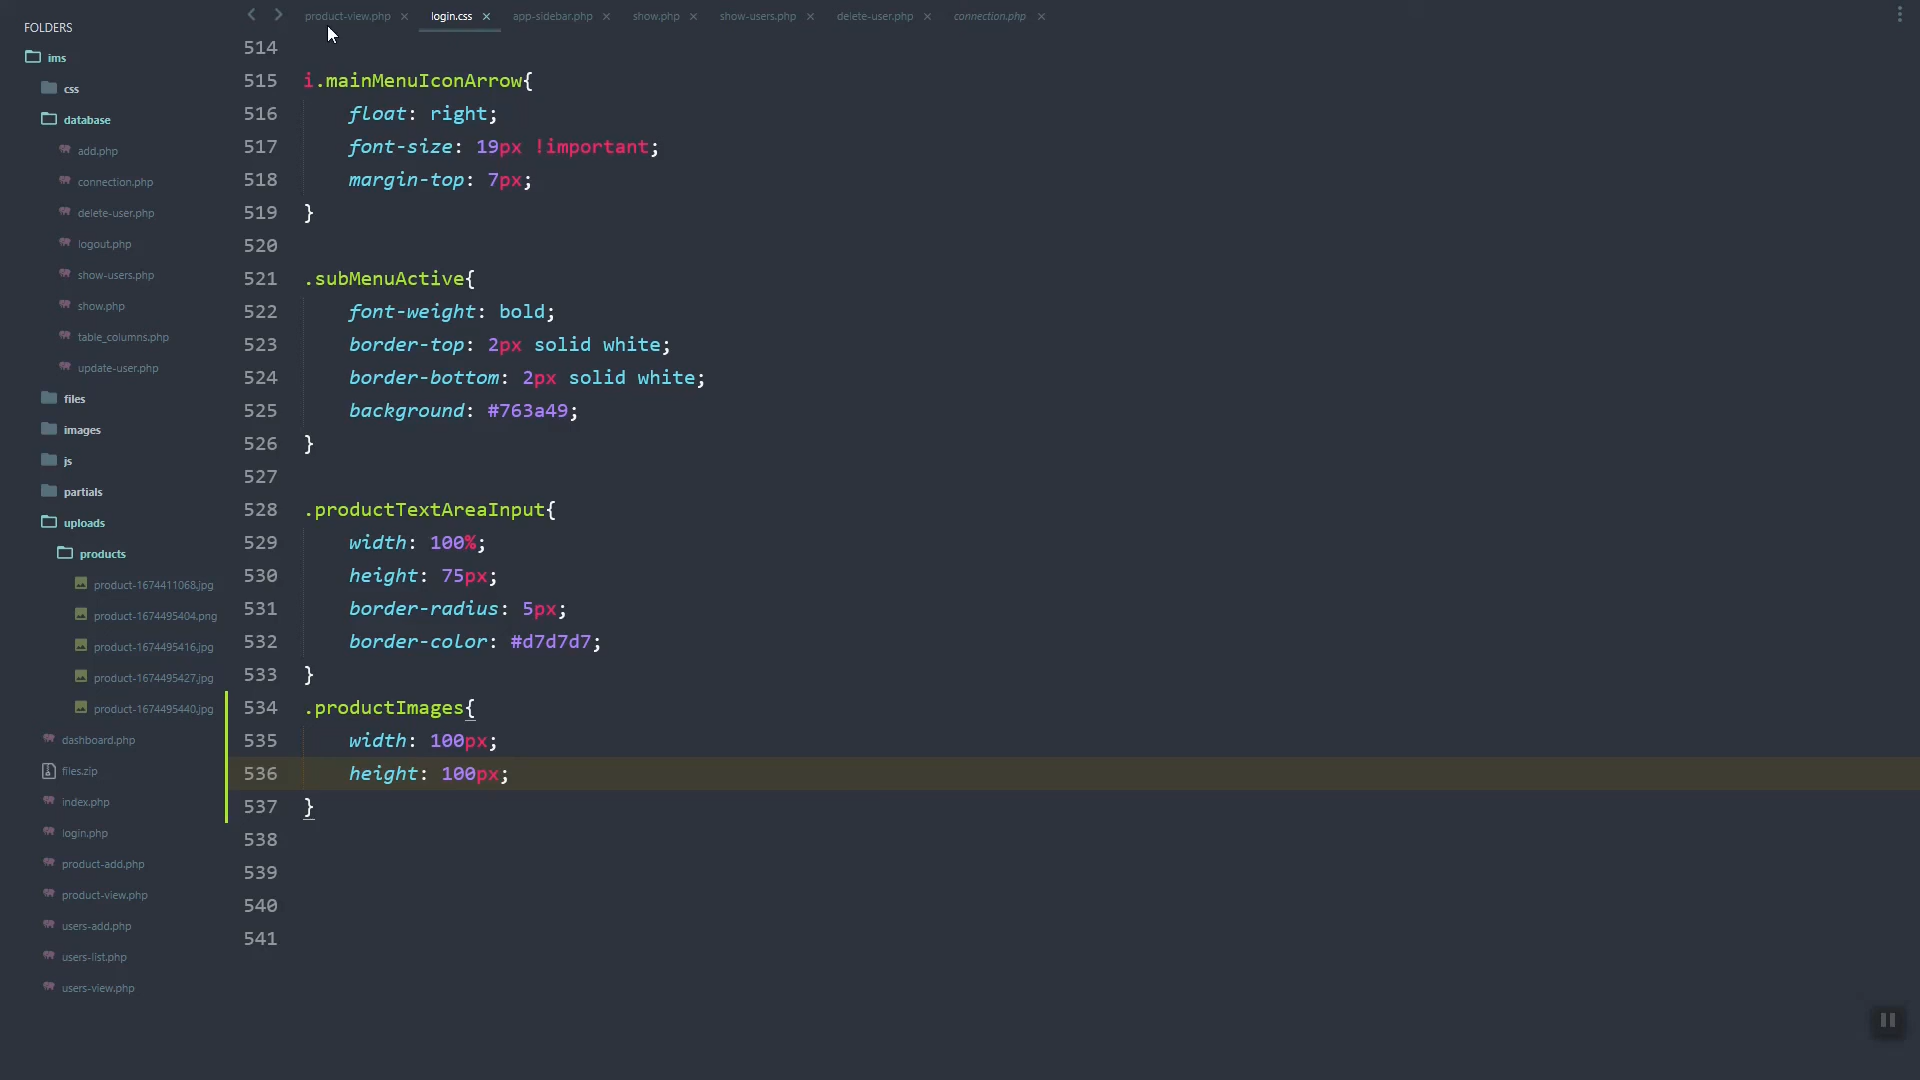 FOLDERS
ims
css
database
add.php
connection.php
delete-user.php
logout.php
show-users.php
show.php
table_columns.php
update-user.php
files
images
js
partials
uploads
products
product-1674411068.jpg
product-1674495404.png
product-1674495416.jpg
product-1674495427.jpg
product-1674495440.jpg
dashboard.php
files.zip
index.php
login.php
product-add.php
product-view.php
users-add.php
users-list.php
users-view.php
product-view.php × login.css × app-sidebar.php × show.php × show-users.php × delete-user.php × connection.php ×
514
515 i.mainMenuIconArrow{
516 float: right;
517 font-size: 19px !important;
518 margin-top: 7px;
519 }
520
521 .subMenuActive{
522 font-weight: bold;
523 border-top: 2px solid white;
524 border-bottom: 2px solid white;
525 background: #763a49;
526 }
527
528 .productTextAreaInput{
529 width: 100%;
530 height: 75px;
531 border-radius: 5px;
532 border-color: #d7d7d7;
533 }
534 .productImages{
535 width: 100px;
536 height: 100px;
537 }
538
539
540
541